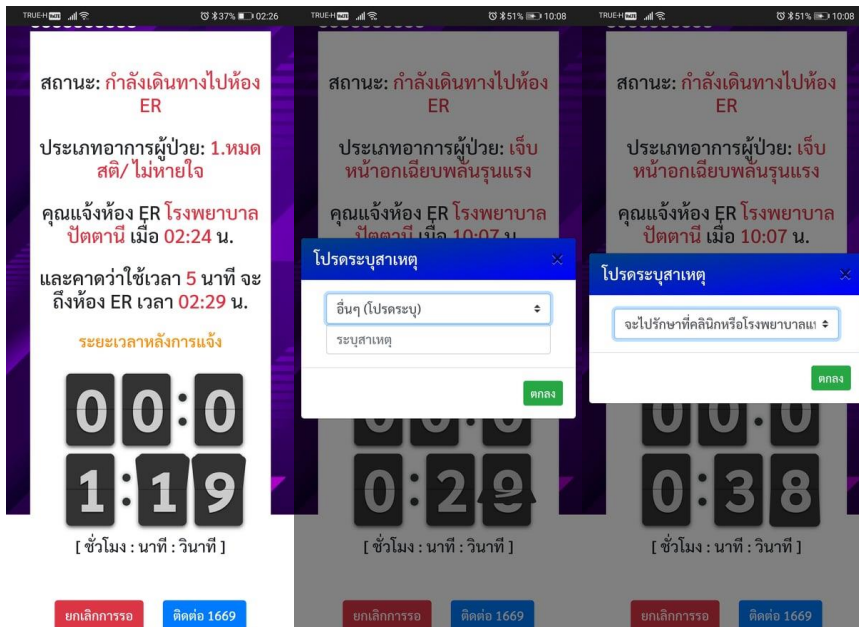 TRUE-H 37% 02:26
สถานะ: กำลังเดินทางไปห้อง
ER
ประเภทอาการผู้ป่วย: 1.หมด
สติ/ ไม่หายใจ
คุณแจ้งห้อง ER โรงพยาบาล
ปัตตานี เมื่อ 02:24 น.
และคาดว่าใช้เวลา 5 นาที จะ
ถึงห้อง ER เวลา 02:29 น.
ระยะเวลาหลังการแจ้ง
00:0
1:19
[ ชั่วโมง : นาที : วินาที ]
ยกเลิกการรอ
ติดต่อ 1669
TRUE-H 51% 10:08
สถานะ: กำลังเดินทางไปห้อง
ER
ประเภทอาการผู้ป่วย: เจ็บ
หน้าอกเฉียบพลันรุนแรง
คุณแจ้งห้อง ER โรงพยาบาล
ปัตตานี เมื่อ 10:07 น.
โปรดระบุสาเหตุ ×
อื่นๆ (โปรดระบุ)
ระบุสาเหตุ
ตกลง
00:0
0:29
[ ชั่วโมง : นาที : วินาที ]
ยกเลิกการรอ
ติดต่อ 1669
TRUE-H 51% 10:08
สถานะ: กำลังเดินทางไปห้อง
ER
ประเภทอาการผู้ป่วย: เจ็บ
หน้าอกเฉียบพลันรุนแรง
คุณแจ้งห้อง ER โรงพยาบาล
ปัตตานี เมื่อ 10:07 น.
โปรดระบุสาเหตุ ×
จะไปรักษาที่คลินิกหรือโรงพยาบาล
ตกลง
00:0
0:38
[ ชั่วโมง : นาที : วินาที ]
ยกเลิกการรอ
ติดต่อ 1669